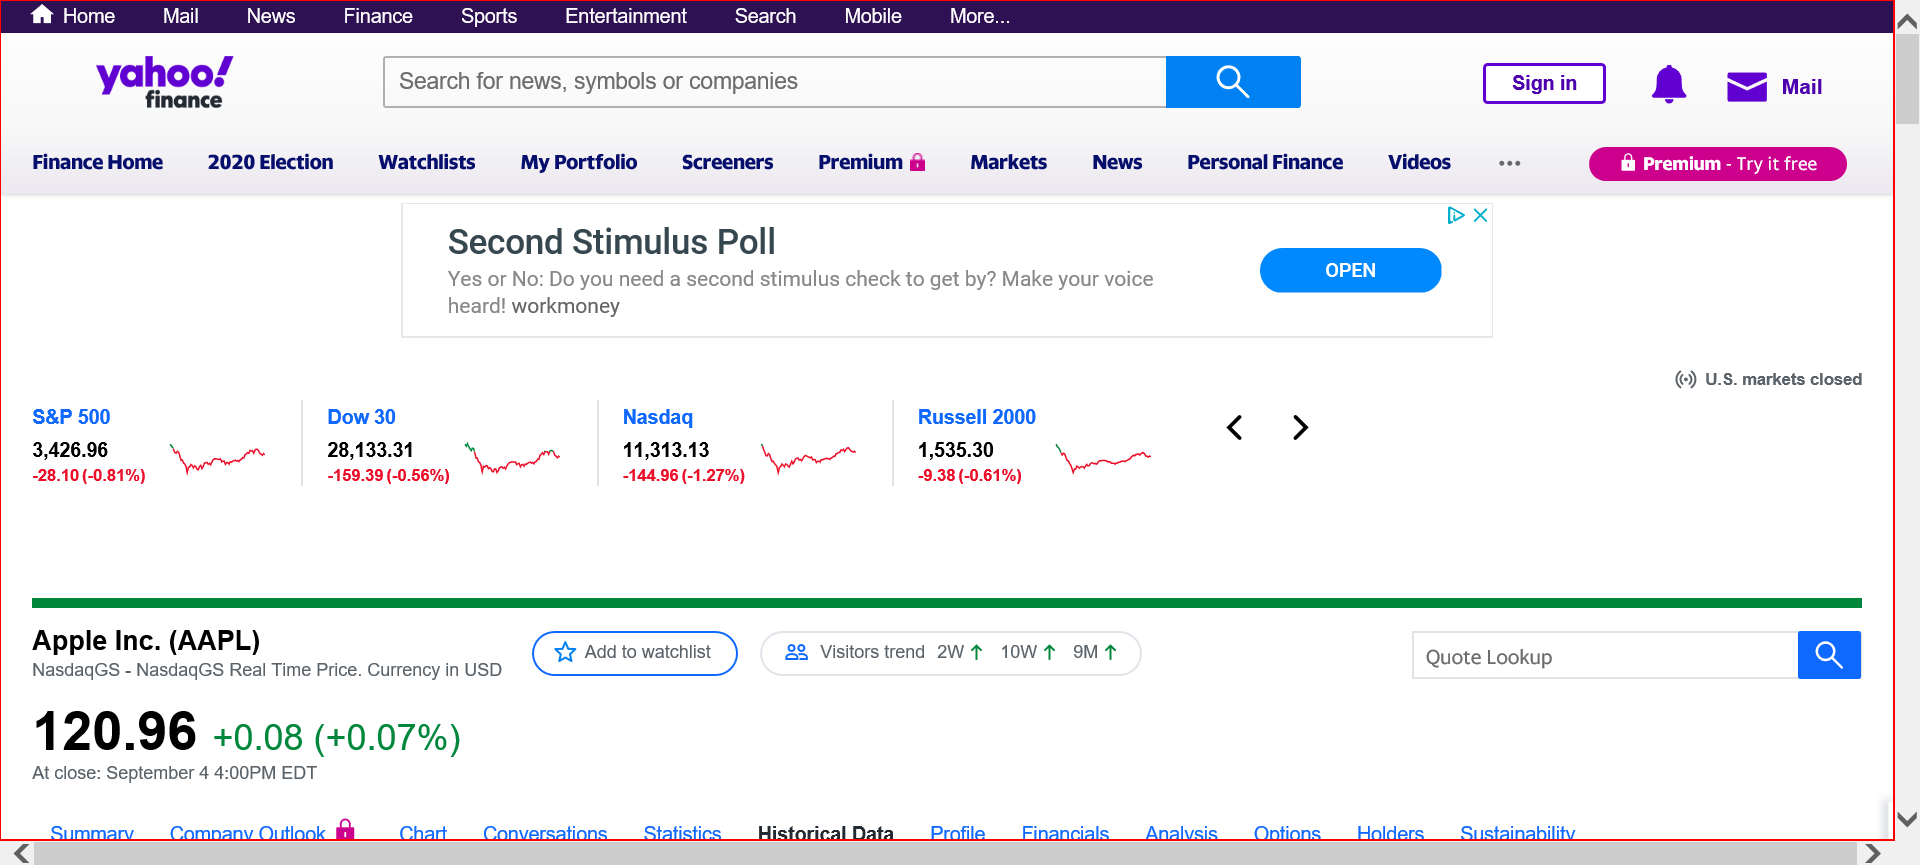 Home Mail News Finance Sports Entertainment Search Mobile More...
yahoo!
finance
Search for news, symbols or companies
Sign in
Mail
Finance Home 2020 Election Watchlists My Portfolio Screeners Premium Markets News Personal Finance Videos ••• Premium - Try it free
Second Stimulus Poll
Yes or No: Do you need a second stimulus check to get by? Make your voice
heard! workmoney
OPEN
U.S. markets closed
S&P 500
3,426.96
-28.10 (-0.81%)
Dow 30
28,133.31
-159.39 (-0.56%)
Nasdaq
11,313.13
-144.96 (-1.27%)
Russell 2000
1,535.30
-9.38 (-0.61%)
Apple Inc. (AAPL)
NasdaqGS - NasdaqGS Real Time Price. Currency in USD
Add to watchlist
Visitors trend 2W ↑ 10W ↑ 9M ↑
Quote Lookup
120.96 +0.08 (+0.07%)
At close: September 4 4:00PM EDT
Summary Company Outlook Chart Conversations Statistics Historical Data Profile Financials Analysis Options Holders Sustainability